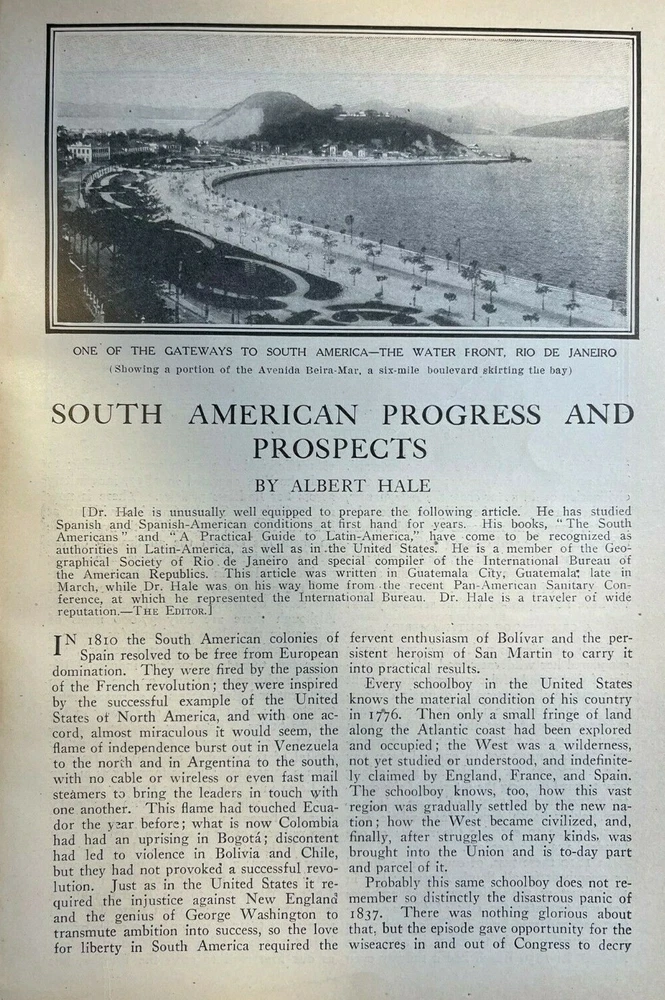 ONE OF THE GATEWAYS TO SOUTH AMERICA—THE WATER FRONT, RIO DE JANEIRO
(Showing a portion of the Avenida Beira-Mar, a six-mile boulevard skirting the bay)
SOUTH AMERICAN PROGRESS AND
PROSPECTS
BY ALBERT HALE
[Dr. Hale is unusually well equipped to prepare the following article. He has studied
Spanish and Spanish-American conditions at first hand for years. His books, "The South
Americans" and "A Practical Guide to Latin-America," have come to be recognized as
authorities in Latin-America, as well as in the United States. He is a member of the Geo-
graphical Society of Rio de Janeiro and special compiler of the International Bureau of
the American Republics. This article was written in Guatemala City, Guatemala, late in
March, while Dr. Hale was on his way home from the recent Pan-American Sanitary Con-
ference, at which he represented the International Bureau. Dr. Hale is a traveler of wide
reputation.—THE EDITOR.]
IN 1810 the South American colonies of
Spain resolved to be free from European
domination. They were fired by the passion
of the French revolution; they were inspired
by the successful example of the United
States of North America, and with one ac-
cord, almost miraculous it would seem, the
flame of independence burst out in Venezuela
to the north and in Argentina to the south,
with no cable or wireless or even fast mail
steamers to bring the leaders in touch with
one another. This flame had touched Ecua-
dor the year before; what is now Colombia
had had an uprising in Bogotá; discontent
had led to violence in Bolivia and Chile,
but they had not provoked a successful revo-
lution. Just as in the United States it re-
quired the injustice against New England
and the genius of George Washington to
transmute ambition into success, so the love
for liberty in South America required the
fervent enthusiasm of Bolívar and the per-
sistent heroism of San Martin to carry it
into practical results.
Every schoolboy in the United States
knows the material condition of his country
in 1776. Then only a small fringe of land
along the Atlantic coast had been explored
and occupied; the West was a wilderness,
not yet studied or understood, and indefinite-
ly claimed by England, France, and Spain.
The schoolboy knows, too, how this vast
region was gradually settled by the new na-
tion; how the West became civilized, and,
finally, after struggles of many kinds, was
brought into the Union and is to-day part
and parcel of it.
Probably this same schoolboy does not re-
member so distinctly the disastrous panic of
1837. There was nothing glorious about
that, but the episode gave opportunity for the
wiseacres in and out of Congress to decry